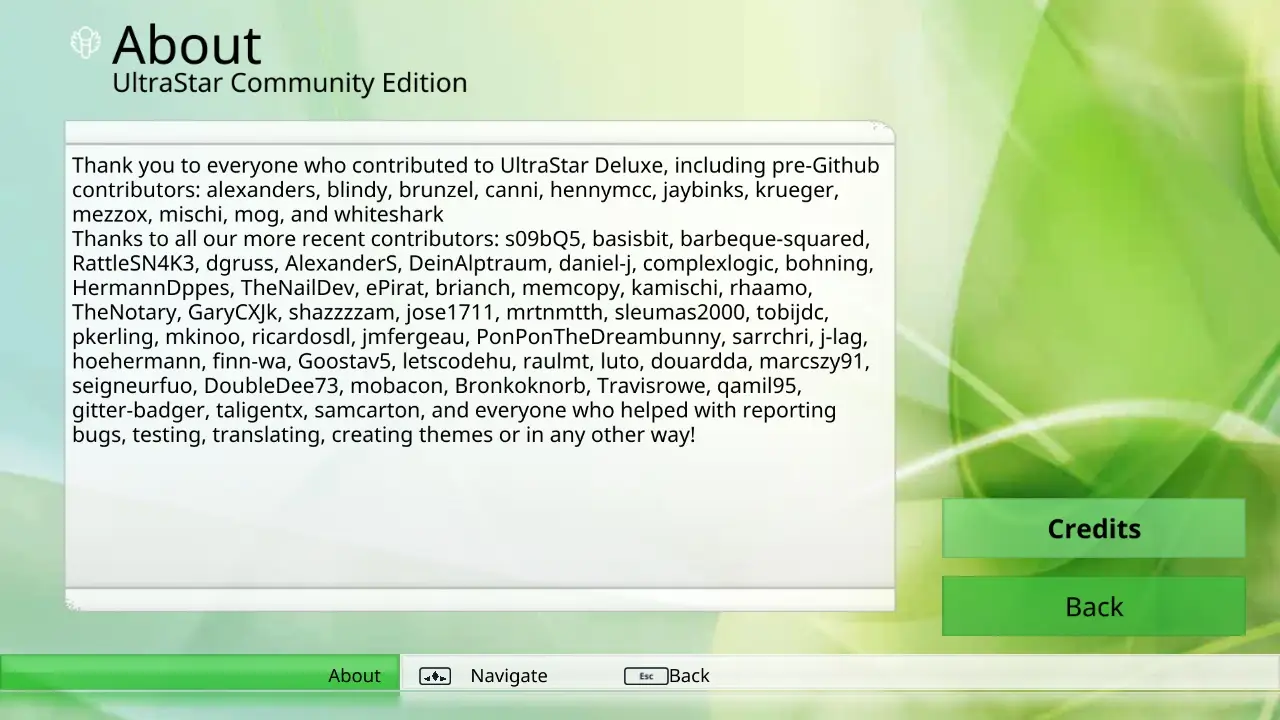 About
UltraStar Community Edition
Thank you to everyone who contributed to UltraStar Deluxe, including pre-Github
contributors: alexanders, blindy, brunzel, canni, hennymcc, jaybinks, krueger,
mezzox, mischi, mog, and whiteshark
Thanks to all our more recent contributors: s09bQ5, basisbit, barbeque-squared,
RattleSN4K3, dgruss, AlexanderS, DeinAlptraum, daniel-j, complexlogic, bohning,
HermannDppes, TheNailDev, ePirat, brianch, memcopy, kamischi, rhaamo,
TheNotary, GaryCXJk, shazzzzam, jose1711, mrtnmtth, sleumas2000, tobijdc,
pkerling, mkinoo, ricardosdl, jmfergeau, PonPonTheDreambunny, sarrchri, j-lag,
hoehermann, finn-wa, Goostav5, letscodehu, raulmt, luto, douardda, marcszy91,
seigneurfuo, DoubleDee73, mobacon, Bronkoknorb, Travisrowe, qamil95,
gitter-badger, taligentx, samcarton, and everyone who helped with reporting
bugs, testing, translating, creating themes or in any other way!
Credits
Back
About
Navigate
Esc Back